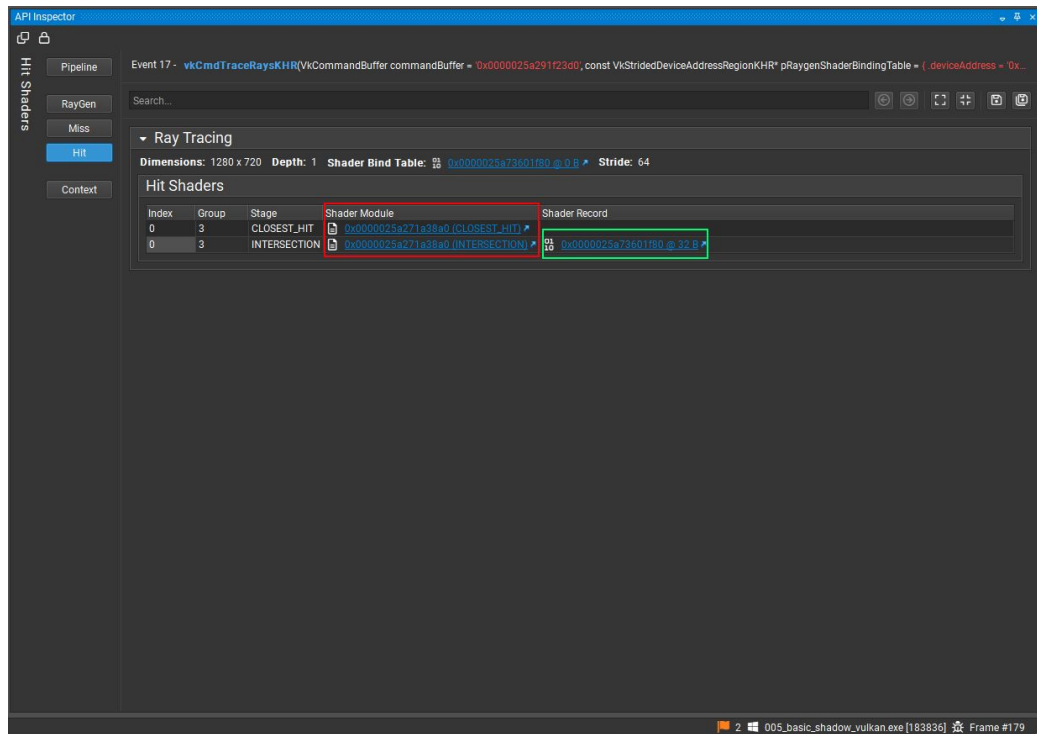 API Inspector
Hit Shaders
Pipeline
RayGen
Miss
Hit
Context
Event 17 - vkCmdTraceRaysKHR(VkCommandBuffer commandBuffer = '0x0000025a291f23d0', const VkStridedDeviceAddressRegionKHR* pRaygenShaderBindingTable = { .deviceAddress = '0x...
Search...
Ray Tracing
Dimensions: 1280 x 720 Depth: 1 Shader Bind Table: 0x0000025a73601f80 @ 0 B Stride: 64
Hit Shaders
Index Group Stage Shader Module Shader Record
0 3 CLOSEST_HIT 0x0000025a271a38a0 (CLOSEST_HIT)
0 3 INTERSECTION 0x0000025a271a38a0 (INTERSECTION) 0x0000025a73601f80 @ 32 B
2 005_basic_shadow_vulkan.exe [183836] Frame #179